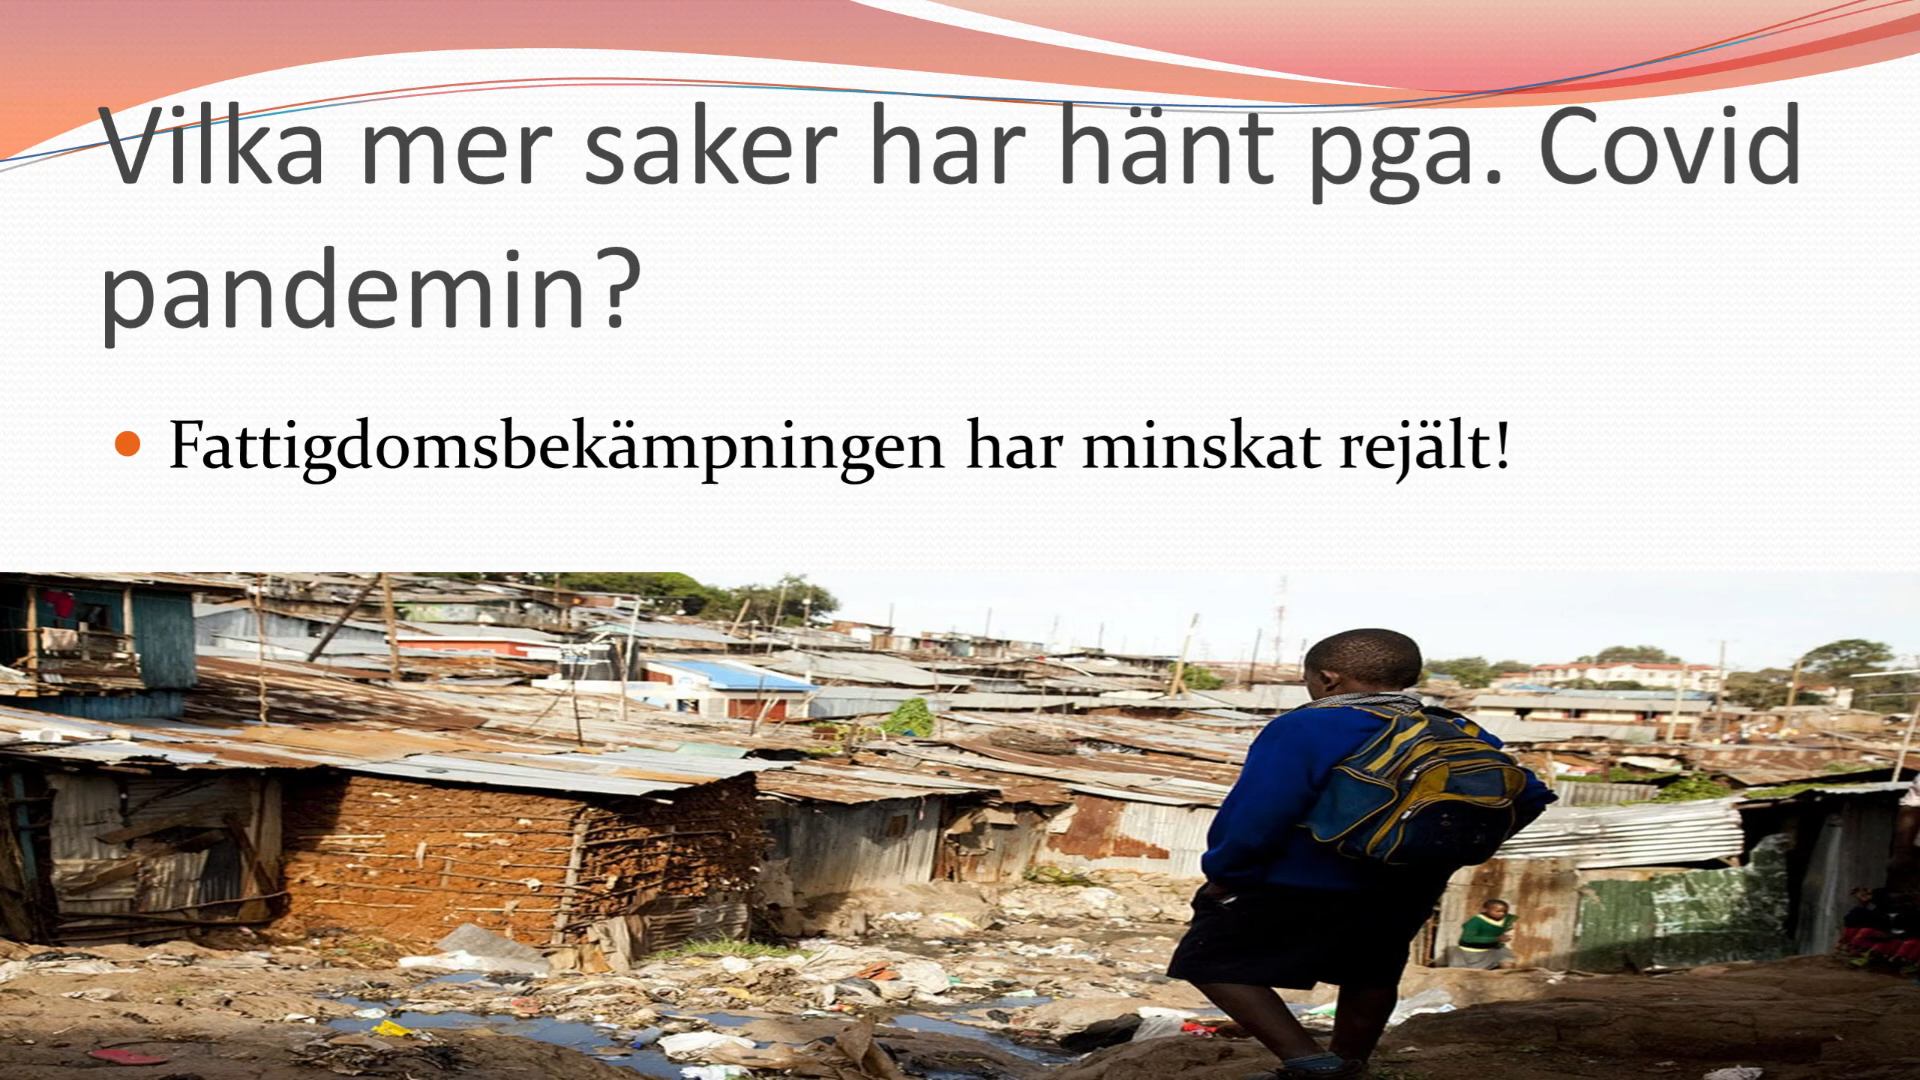 Vilka mer saker har hänt pga. Covid
pandemin?
Fattigdomsbekämpningen har minskat rejält!